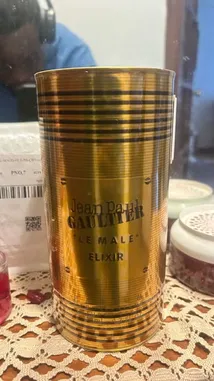 Jean Paul
GAULTIER
"LE MALE"
ELIXIR